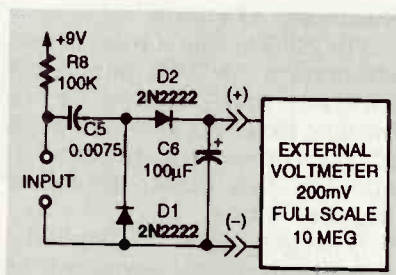 +9V
R8
100K
C5
0.0075
INPUT
D2
2N2222
C6
100µF
+
D1
2N2222
(+)
(−)
EXTERNAL
VOLTMETER
200mV
FULL SCALE
10 MEG